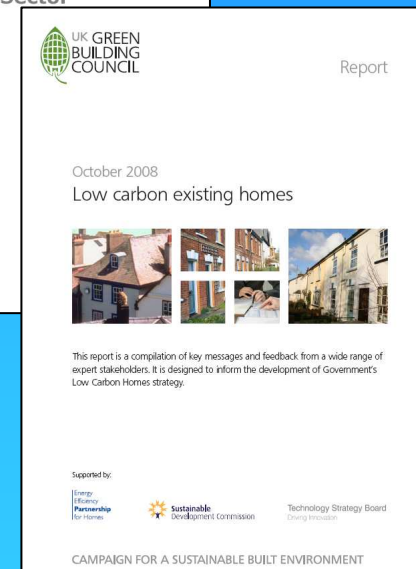 Sector
UK GREEN
BUILDING
COUNCIL
Report
October 2008
Low carbon existing homes
This report is a compilation of key messages and feedback from a wide range of
expert stakeholders. It is designed to inform the development of Government's
Low Carbon Homes strategy.
Supported by:
Energy
Efficiency
Partnership
for Homes
Sustainable
Development Commission
Technology Strategy Board
Driving Innovation
CAMPAIGN FOR A SUSTAINABLE BUILT ENVIRONMENT